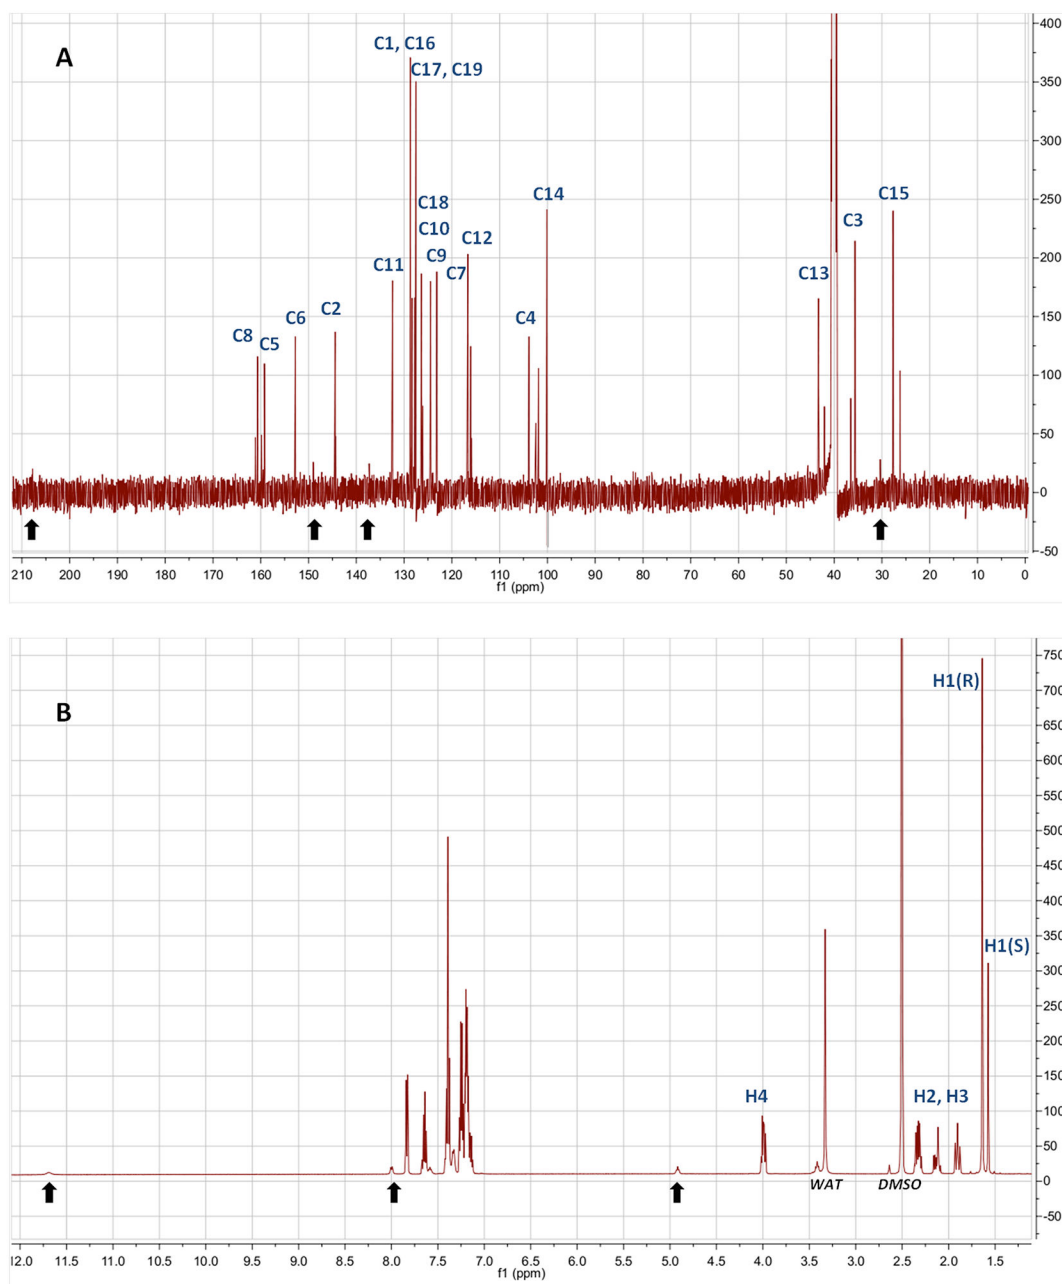 A
C1, C16
C17, C19
C18
C10
C9
C7
C12
C11
C14
C15
C3
C13
C4
C2
C6
C8
C5
400
350
300
250
200
150
100
50
0
-50
210 200 190 180 170 160 150 140 130 120 110 100 90 80 70 60 50 40 30 20 10 0
f1 (ppm)
B
H1(R)
H1(S)
H4
H2, H3
WAT
DMSO
750
700
650
600
550
500
450
400
350
300
250
200
150
100
50
0
-50
12.0 11.5 11.0 10.5 10.0 9.5 9.0 8.5 8.0 7.5 7.0 6.5 6.0 5.5 5.0 4.5 4.0 3.5 3.0 2.5 2.0 1.5
f1 (ppm)